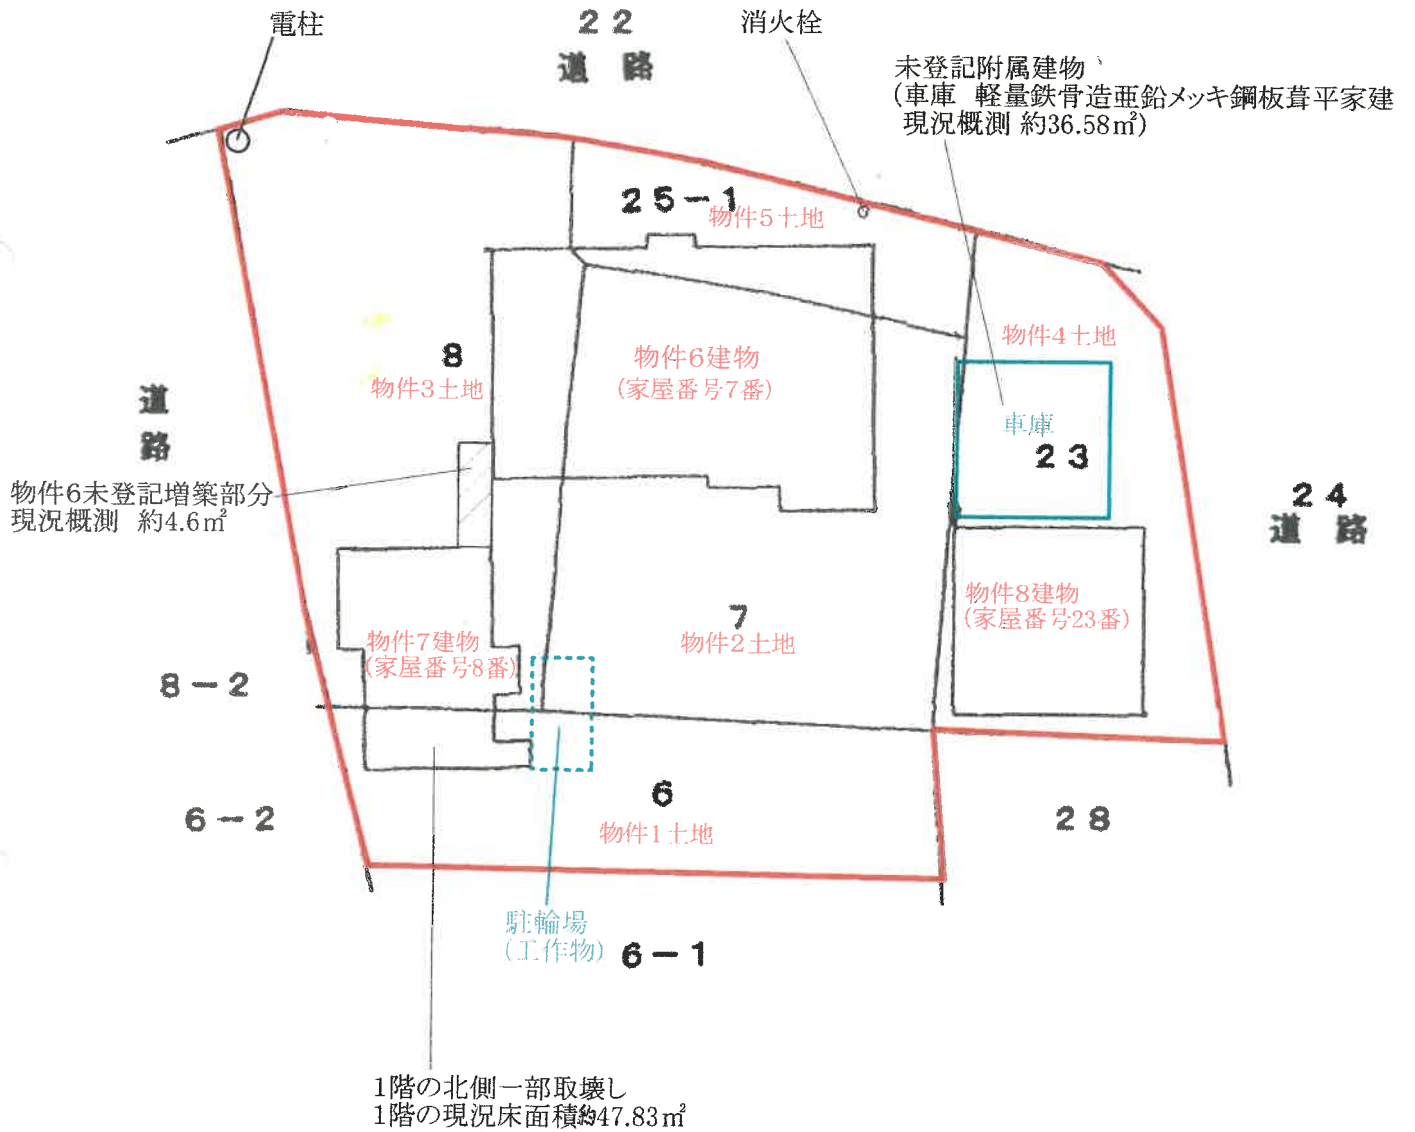 電柱
22
道路
消火栓
未登記附属建物
(車庫 軽量鉄骨造亜鉛メッキ鋼板葺平家建
現況概測 約36.58㎡)
25-1
物件5土地
物件4土地
8
物件3土地
物件6建物
(家屋番号7番)
車庫
23
道
路
物件6未登記増築部分
現況概測 約4.6㎡
24
道路
物件8建物
(家屋番号23番)
7
物件2土地
物件7建物
(家屋番号8番)
8-2
6-2
6
物件1土地
28
駐輪場
(工作物)
6-1
1階の北側一部取壊し
1階の現況床面積約47.83㎡